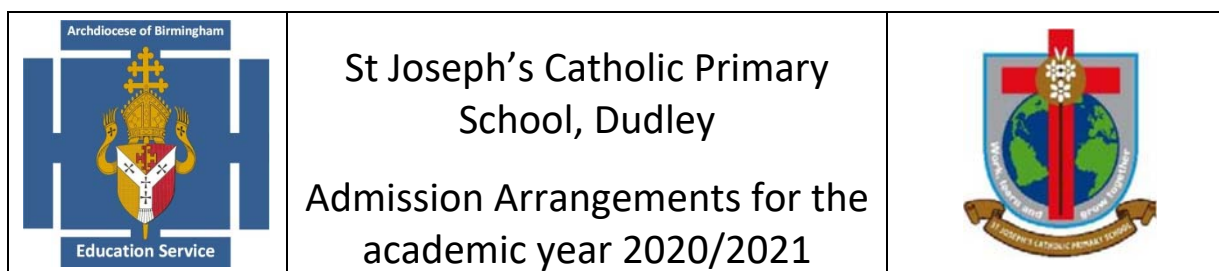 Archdiocese of Birmingham
Education Service
St Joseph's Catholic Primary
School, Dudley
Admission Arrangements for the
academic year 2020/2021
Work, learn and grow together
ST JOSEPH'S CATHOLIC PRIMARY SCHOOL